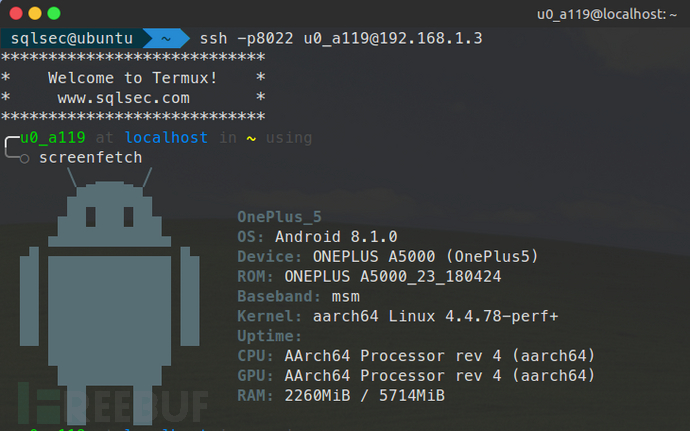 u0_a119@localhost: ~
sqlsec@ubuntu ~ ssh -p8022 u0_a119@192.168.1.3
****************************
* Welcome to Termux! *
* www.sqlsec.com *
****************************
u0_a119 at localhost in ~ using
screenfetch
OnePlus_5
OS: Android 8.1.0
Device: ONEPLUS A5000 (OnePlus5)
ROM: ONEPLUS A5000_23_180424
Baseband: msm
Kernel: aarch64 Linux 4.4.78-perf+
Uptime:
CPU: AArch64 Processor rev 4 (aarch64)
GPU: AArch64 Processor rev 4 (aarch64)
RAM: 2260MiB / 5714MiB
FREEBUF